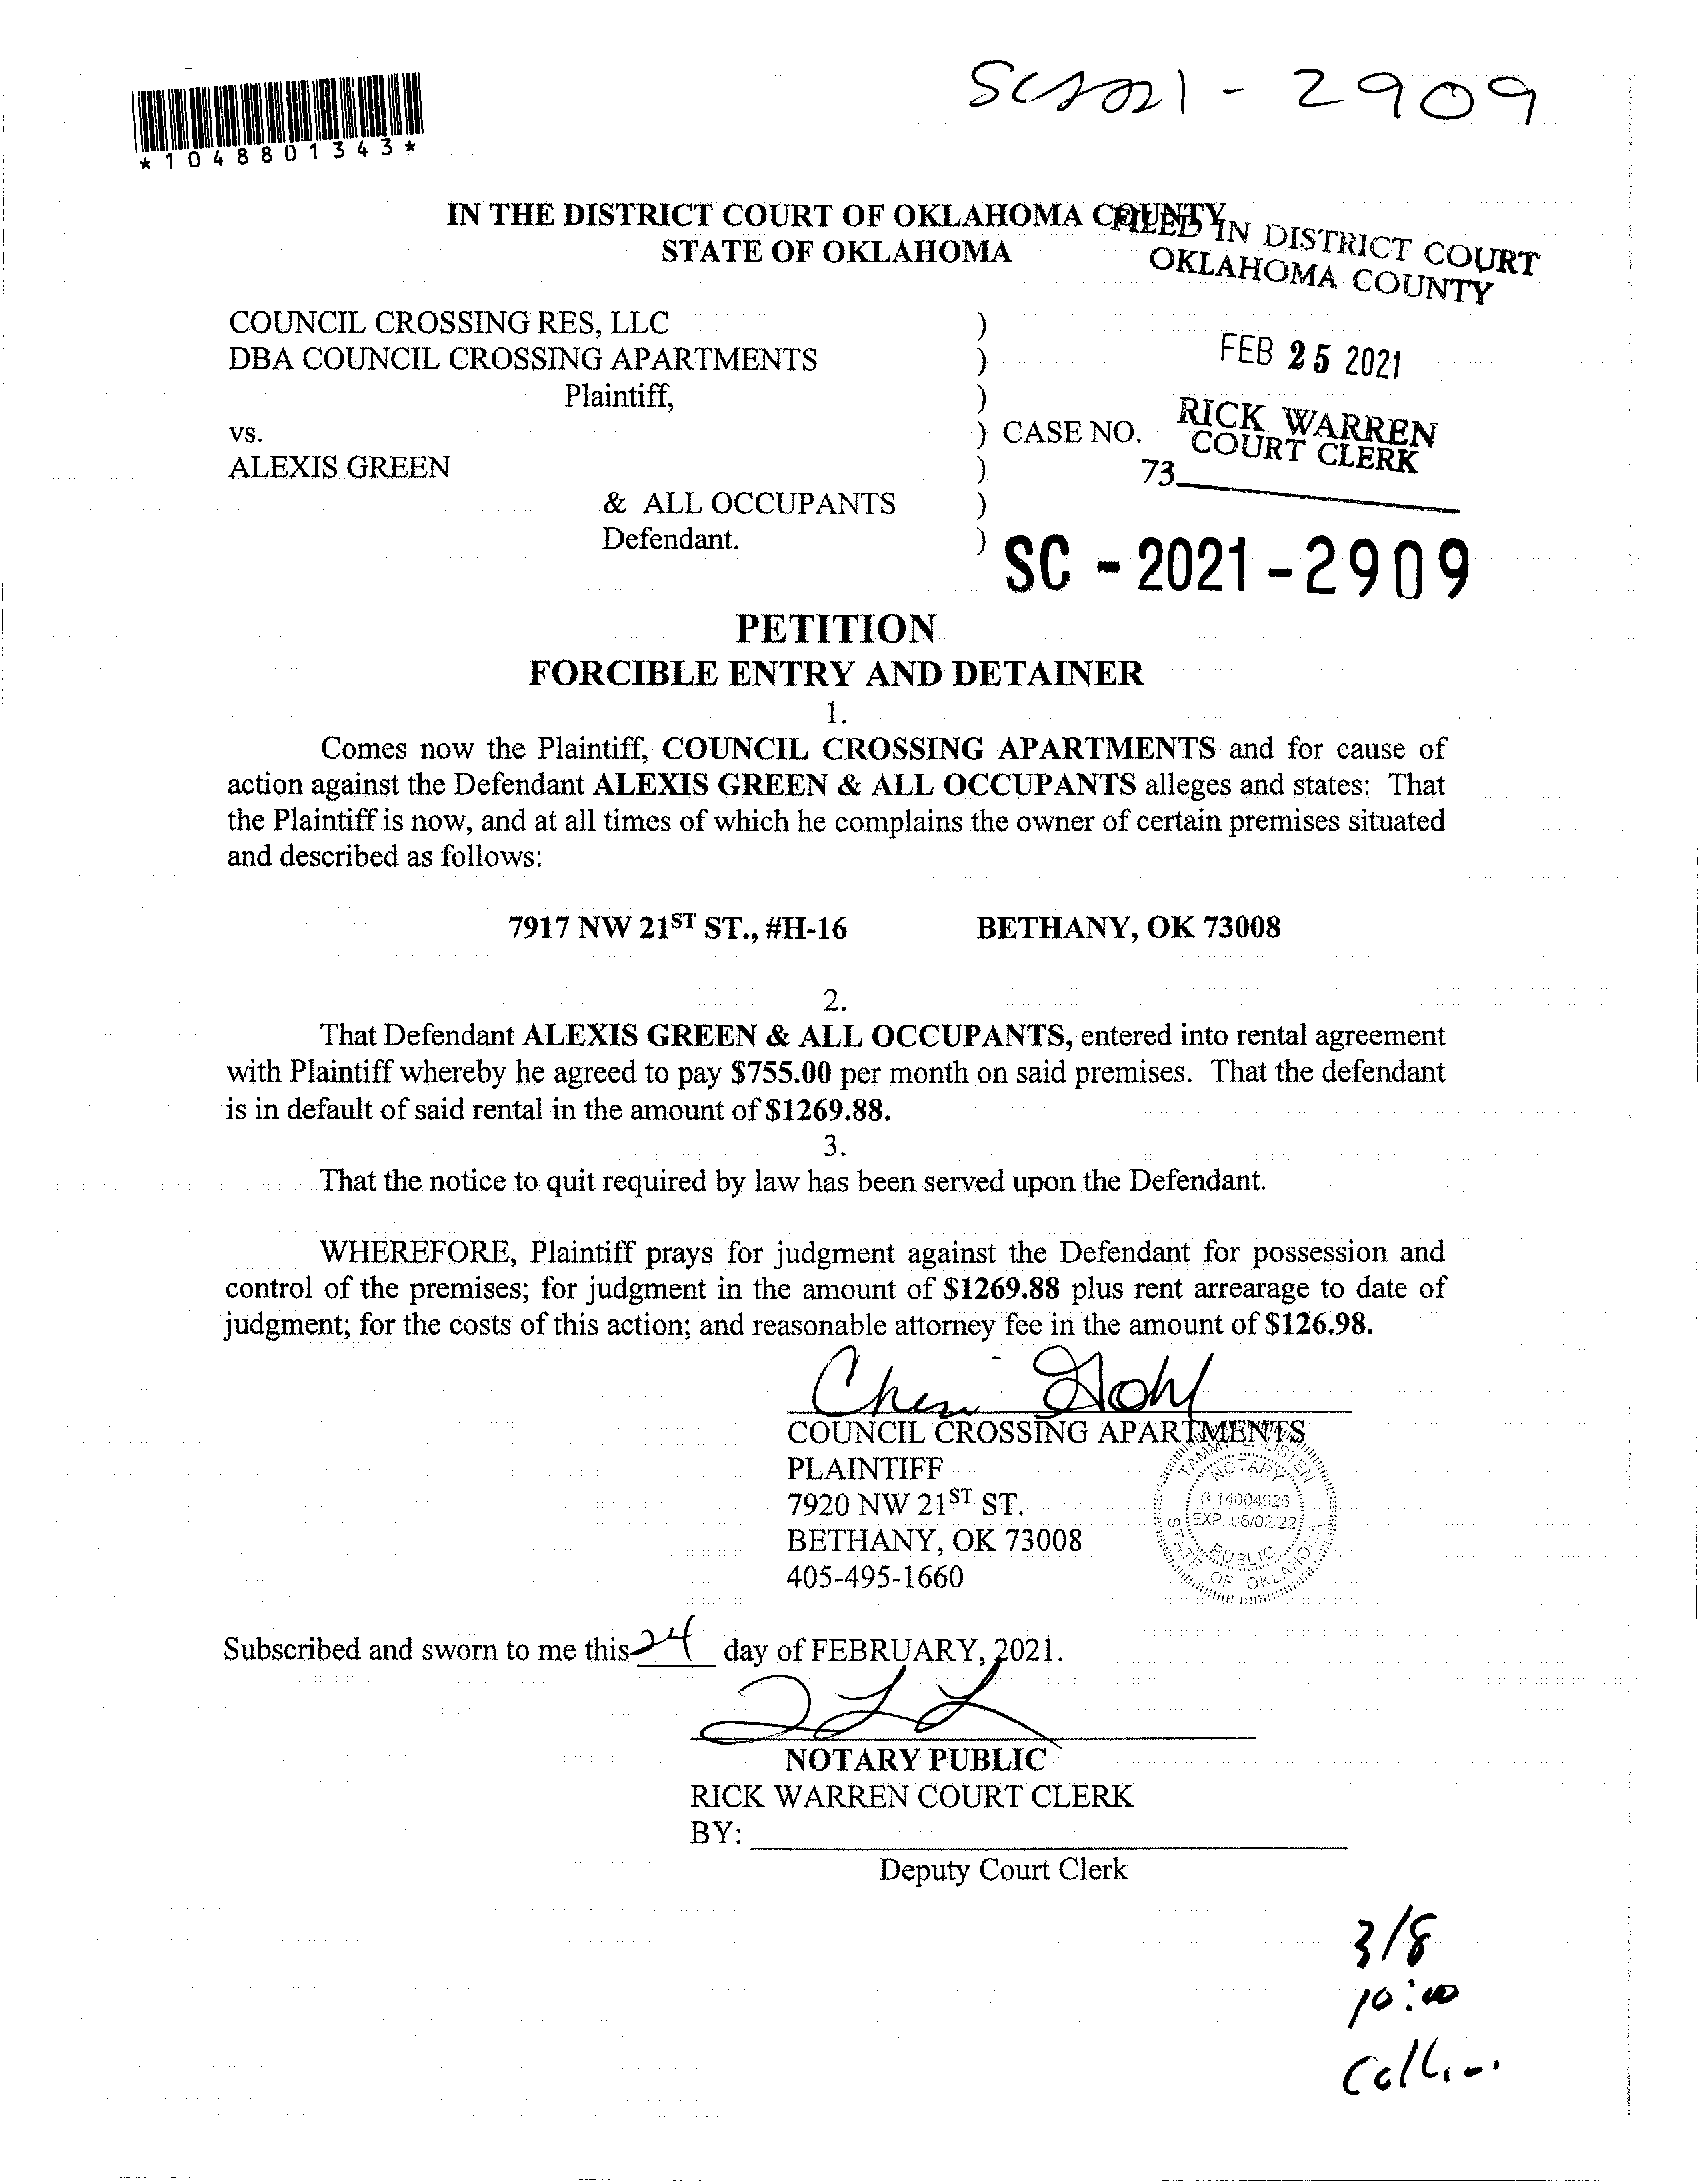 SC2021-2909
*1048801343*
IN THE DISTRICT COURT OF OKLAHOMA COUNTY
STATE OF OKLAHOMA
FILED IN DISTRICT COURT
OKLAHOMA COUNTY
COUNCIL CROSSING RES, LLC )
DBA COUNCIL CROSSING APARTMENTS )
FEB 25 2021
Plaintiff, )
vs. ) CASE NO.
RICK WARREN
COURT CLERK
ALEXIS GREEN )
73
& ALL OCCUPANTS )
Defendant. )
SC - 2021 - 2909
PETITION
FORCIBLE ENTRY AND DETAINER
1.
Comes now the Plaintiff, COUNCIL CROSSING APARTMENTS and for cause of
action against the Defendant ALEXIS GREEN & ALL OCCUPANTS alleges and states: That
the Plaintiff is now, and at all times of which he complains the owner of certain premises situated
and described as follows:
7917 NW 21ST ST., #H-16 BETHANY, OK 73008
2.
That Defendant ALEXIS GREEN & ALL OCCUPANTS, entered into rental agreement
with Plaintiff whereby he agreed to pay $755.00 per month on said premises. That the defendant
is in default of said rental in the amount of $1269.88.
3.
That the notice to quit required by law has been served upon the Defendant.
WHEREFORE, Plaintiff prays for judgment against the Defendant for possession and
control of the premises; for judgment in the amount of $1269.88 plus rent arrearage to date of
judgment; for the costs of this action; and reasonable attorney fee in the amount of $126.98.
COUNCIL CROSSING APARTMENTS
PLAINTIFF
7920 NW 21ST ST.
BETHANY, OK 73008
405-495-1660
NOTARY
PUBLIC
STATE OF OKLAHOMA
Subscribed and sworn to me this 24 day of FEBRUARY, 2021.
NOTARY PUBLIC
RICK WARREN COURT CLERK
BY:
Deputy Court Clerk
3/8
10:00